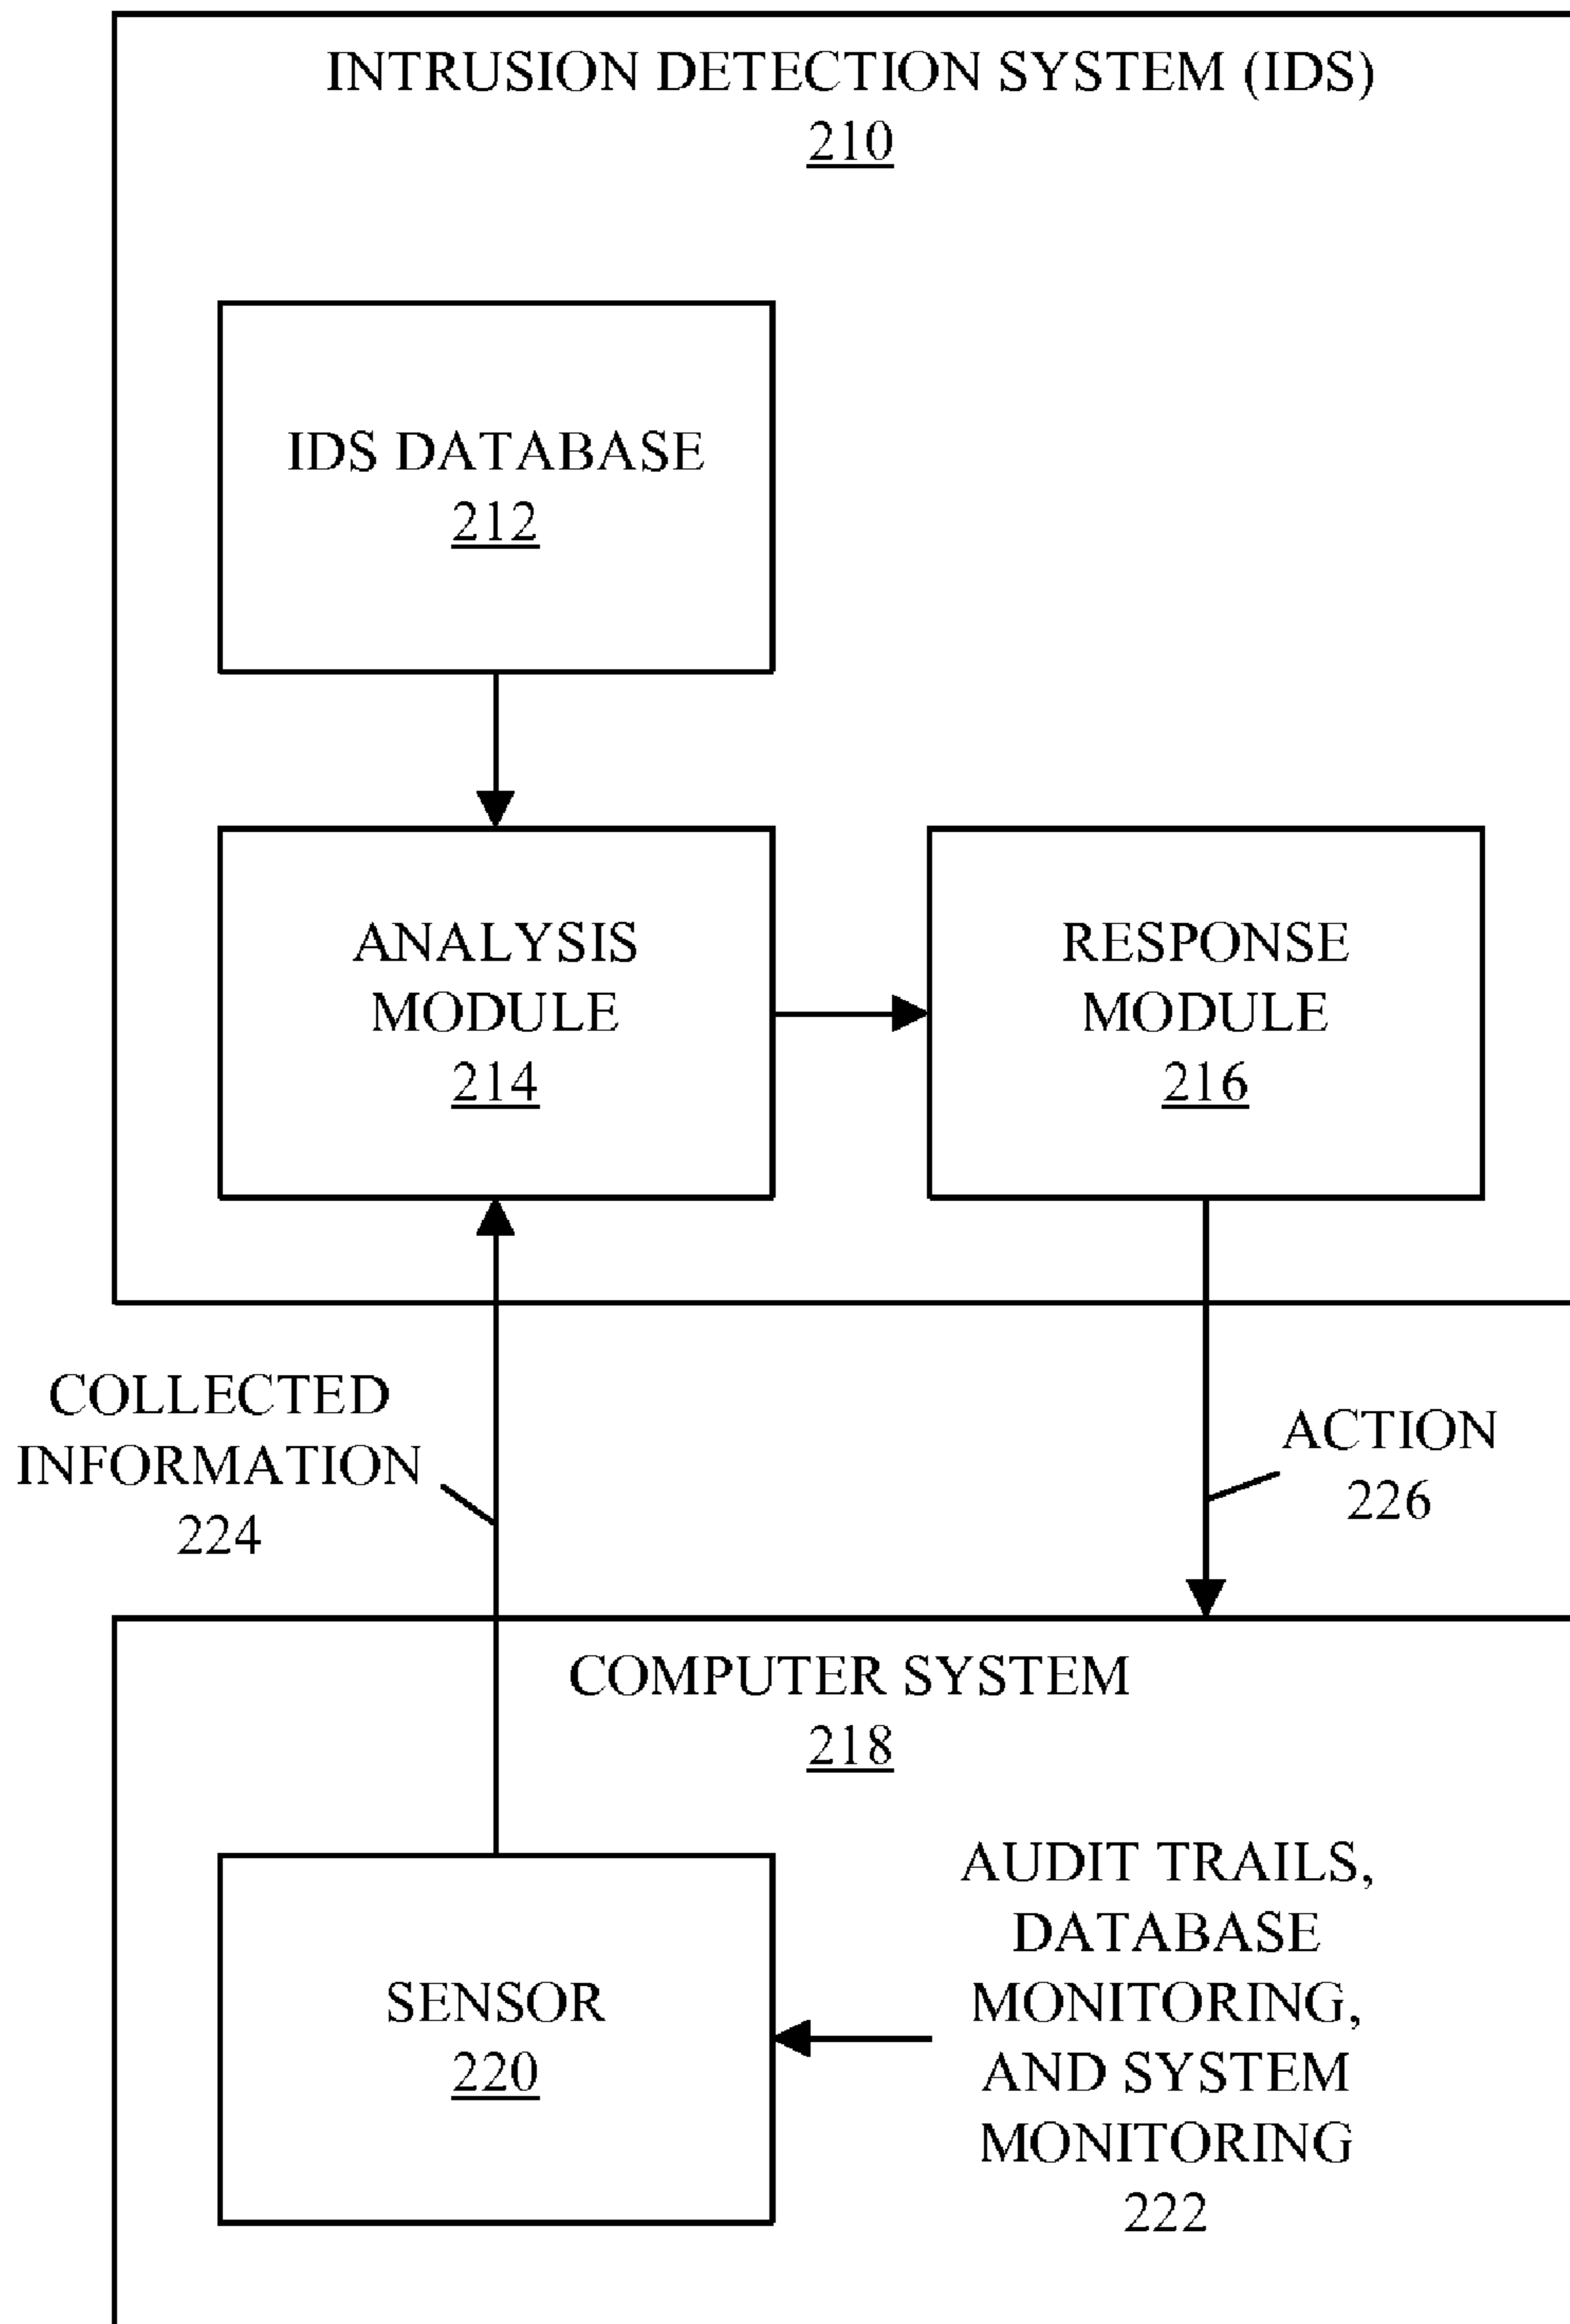 INTRUSION DETECTION SYSTEM (IDS)
210
IDS DATABASE
212
ANALYSIS
MODULE
214
RESPONSE
MODULE
216
COLLECTED
INFORMATION
224
ACTION
226
COMPUTER SYSTEM
218
SENSOR
220
AUDIT TRAILS,
DATABASE
MONITORING,
AND SYSTEM
MONITORING
222